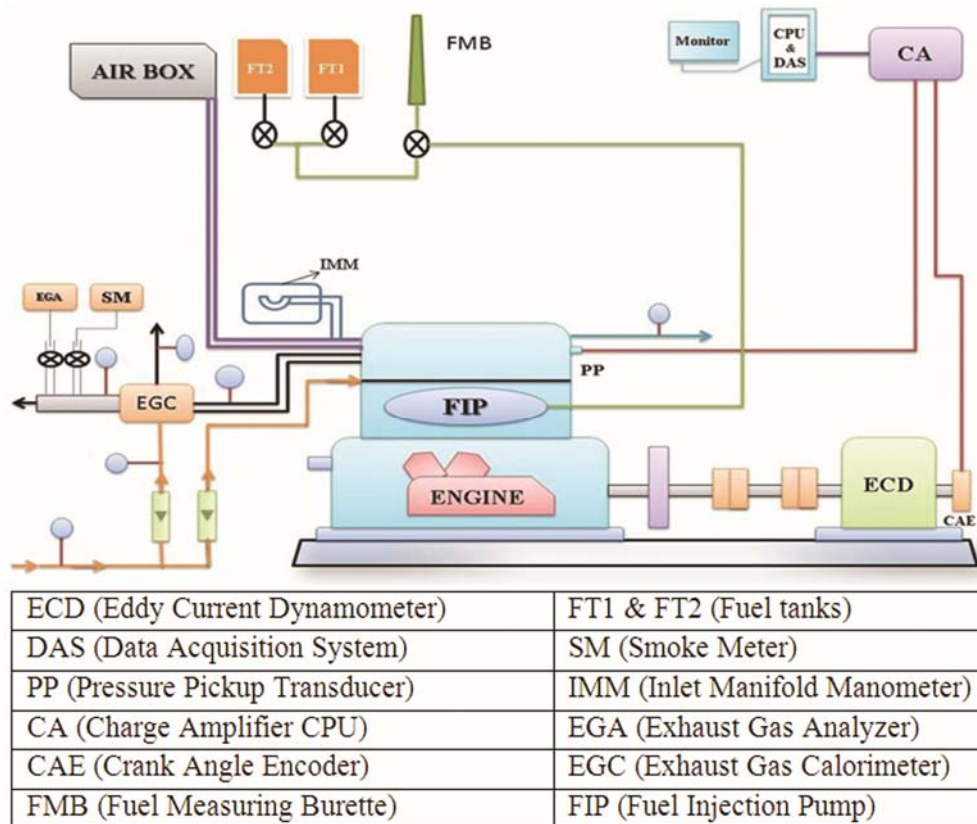 AIR BOX
FT2
FT1
FMB
Monitor
CPU
&
DAS
CA
IMM
EGA
SM
PP
EGC
FIP
ENGINE
ECD
CAE
ECD (Eddy Current Dynamometer)
FT1 & FT2 (Fuel tanks)
DAS (Data Acquisition System)
SM (Smoke Meter)
PP (Pressure Pickup Transducer)
IMM (Inlet Manifold Manometer)
CA (Charge Amplifier CPU)
EGA (Exhaust Gas Analyzer)
CAE (Crank Angle Encoder)
EGC (Exhaust Gas Calorimeter)
FMB (Fuel Measuring Burette)
FIP (Fuel Injection Pump)